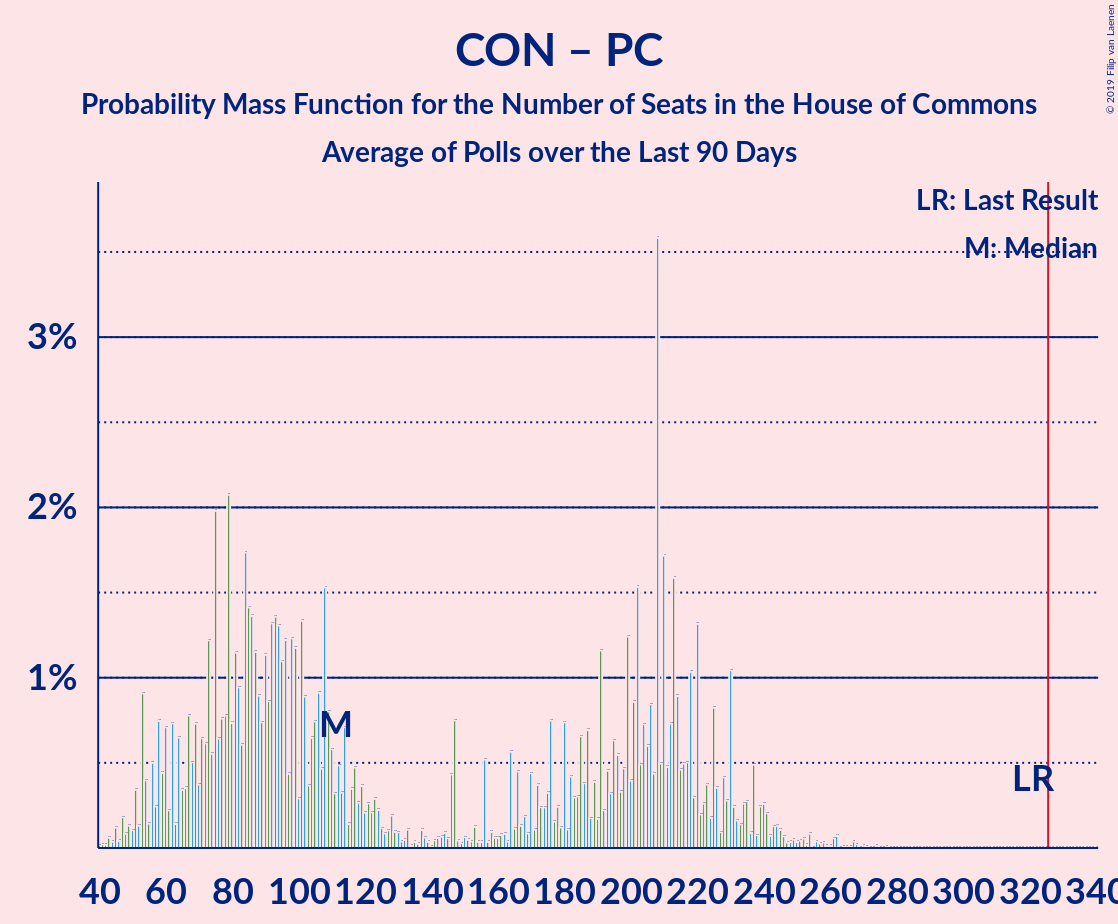 CON – PC
Probability Mass Function for the Number of Seats in the House of Commons
Average of Polls over the Last 90 Days
© 2019 Filip van Laenen
LR: Last Result
M: Median
3%
2%
1%
M
LR
40 60 80 100 120 140 160 180 200 220 240 260 280 300 320 340